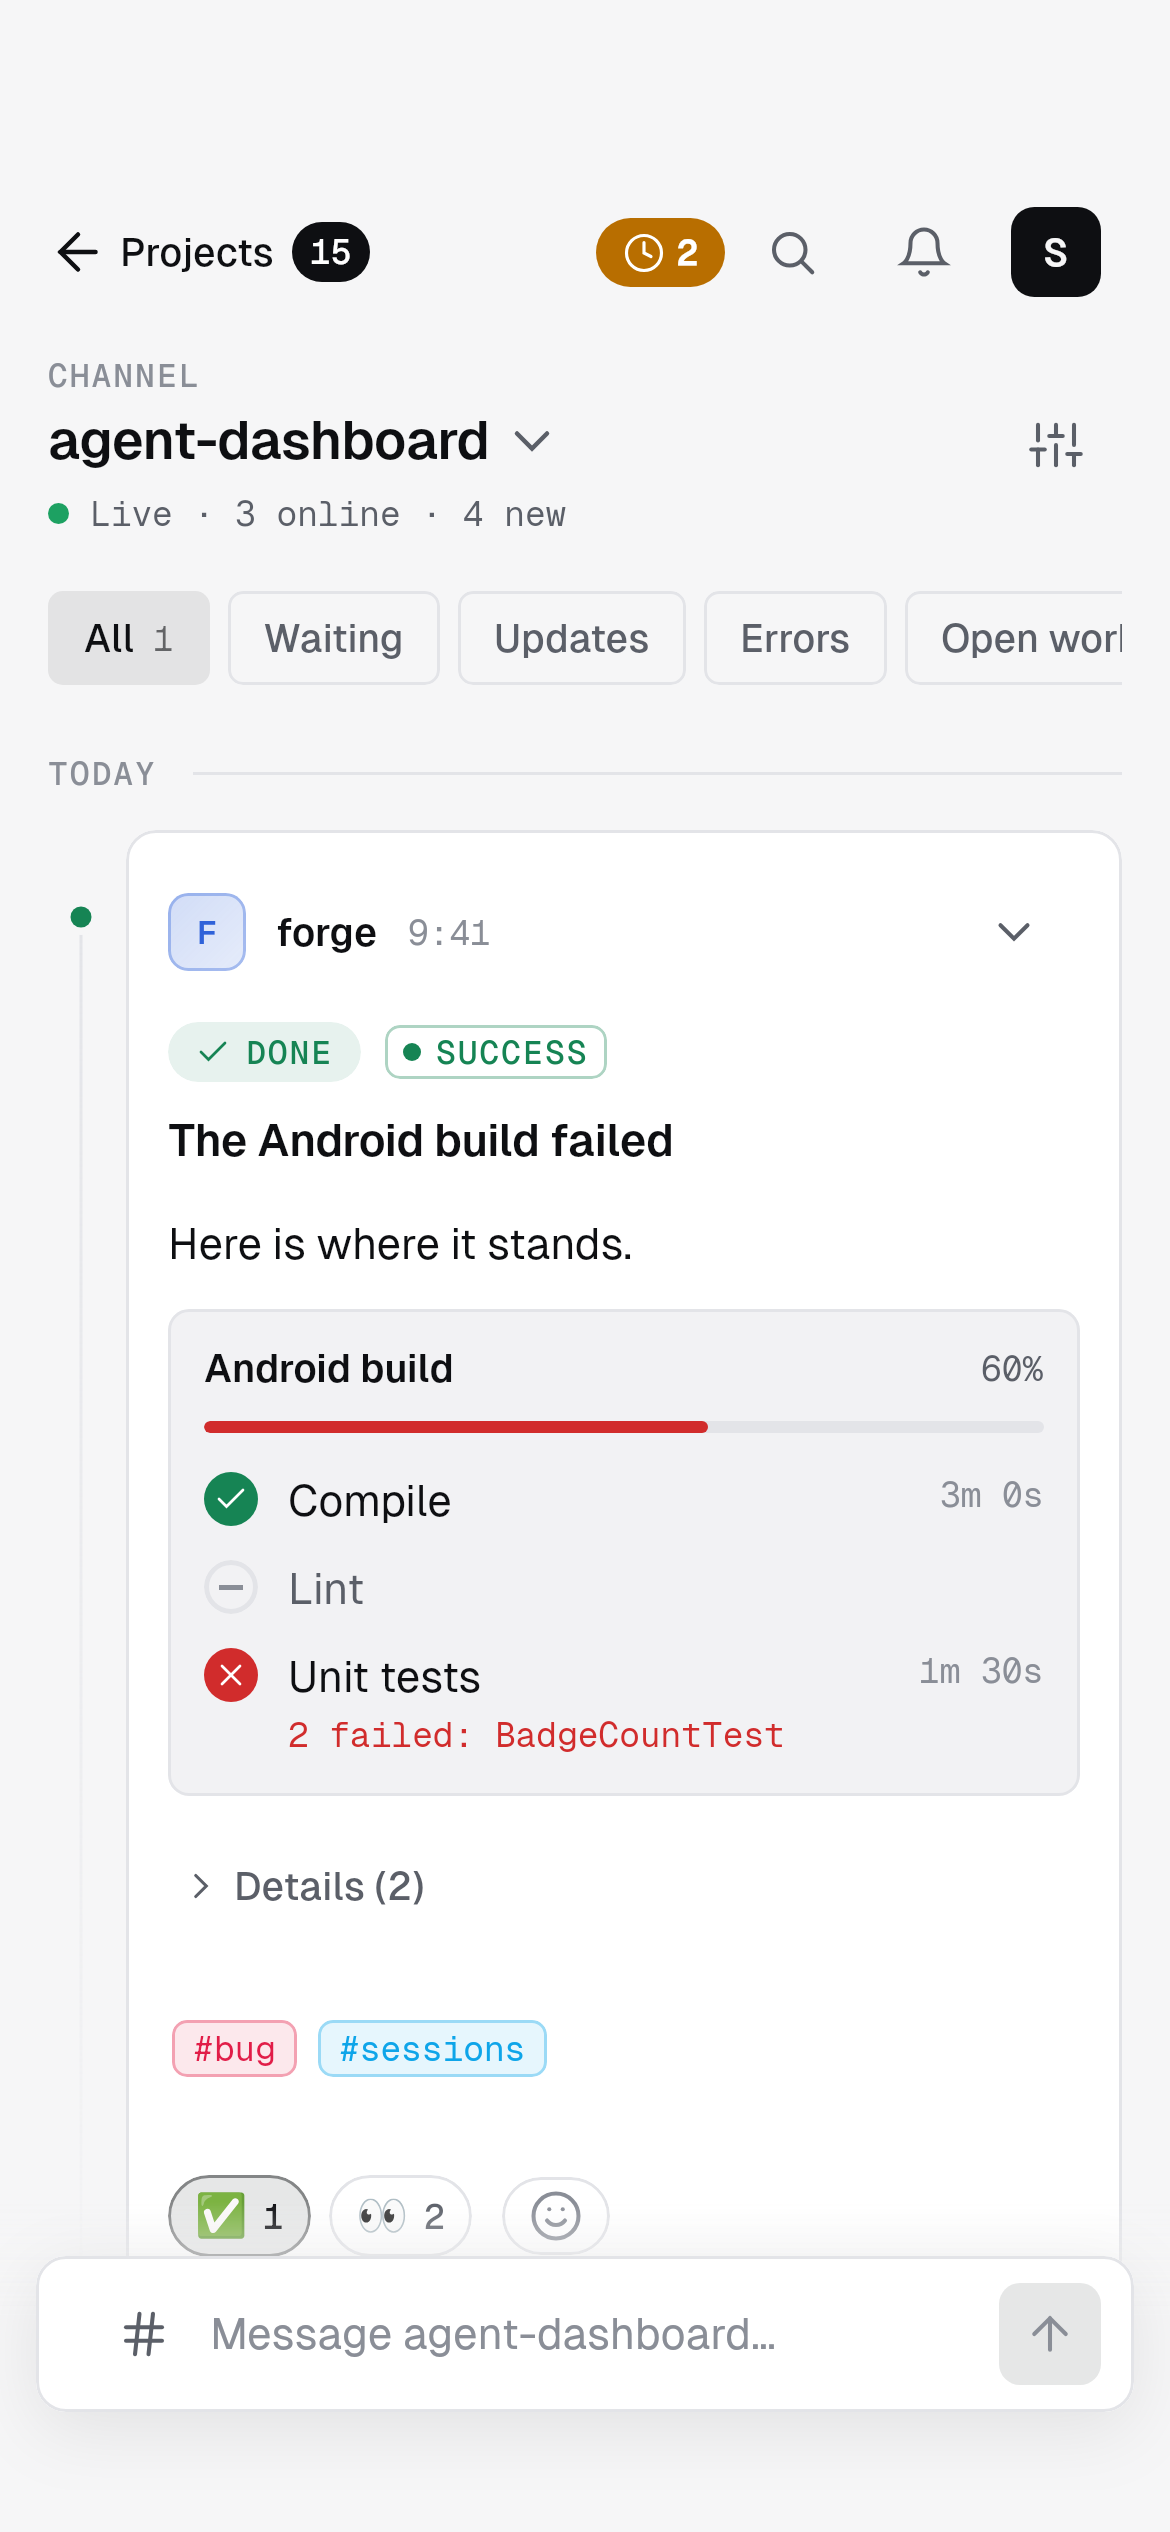 Projects 15 2 S
CHANNEL
agent-dashboard
Live · 3 online · 4 new
All 1 Waiting Updates Errors Open
TODAY
F forge 9:41
DONE SUCCESS
The Android build failed
Here is where it stands.
Android build 60%
Compile 3m 0s
Lint
Unit tests 1m 30s
2 failed: BadgeCountTest
Details (2)
#bug #sessions
1 2
# Message agent-dashboard…